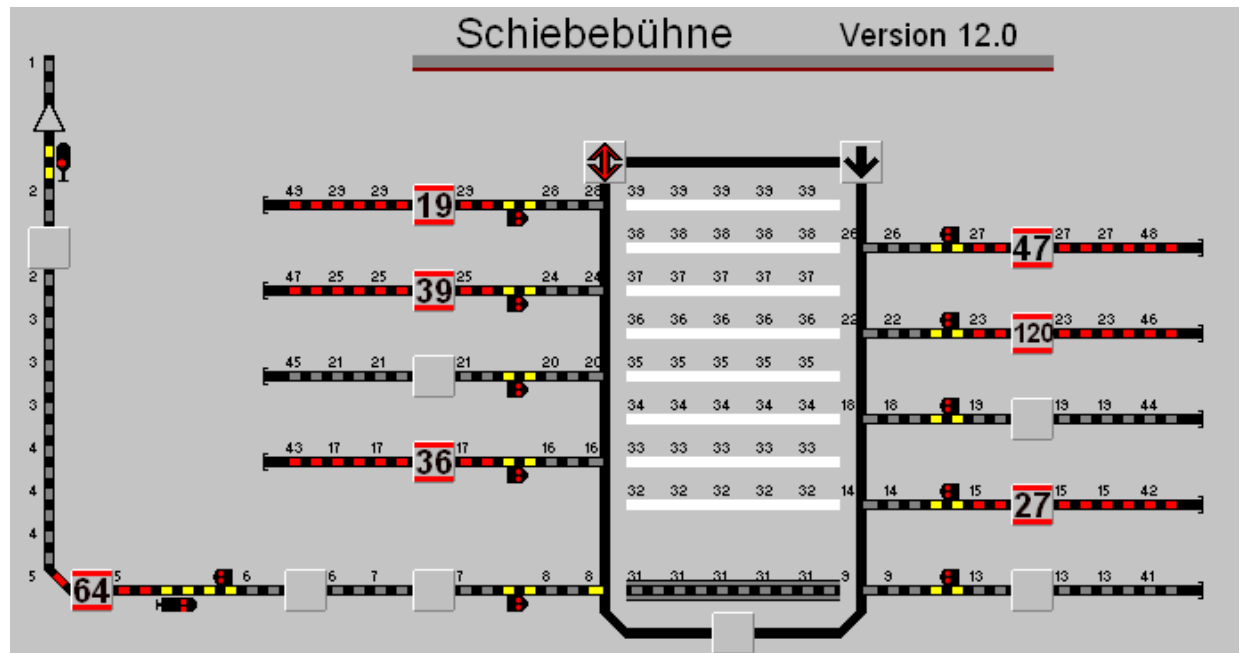 Schiebebühne Version 12.0
1
2 49 29 29 19 29 28 28 39 39 39 39 39
38 38 38 38 38 26 26 27 47 27 27 48
2 47 25 25 39 25 24 24 37 37 37 37 37
3 36 36 36 36 36 22 22 23 120 23 23 46
3 45 21 21 21 20 20 35 35 35 35 35
3 34 34 34 34 34 18 18 19 19 19 44
4 43 17 17 36 17 16 16 33 33 33 33 33
4 32 32 32 32 32 14 14 15 27 15 15 42
4
5 64 5 6 6 7 7 8 8 31 31 31 31 31 9 9 13 13 13 41